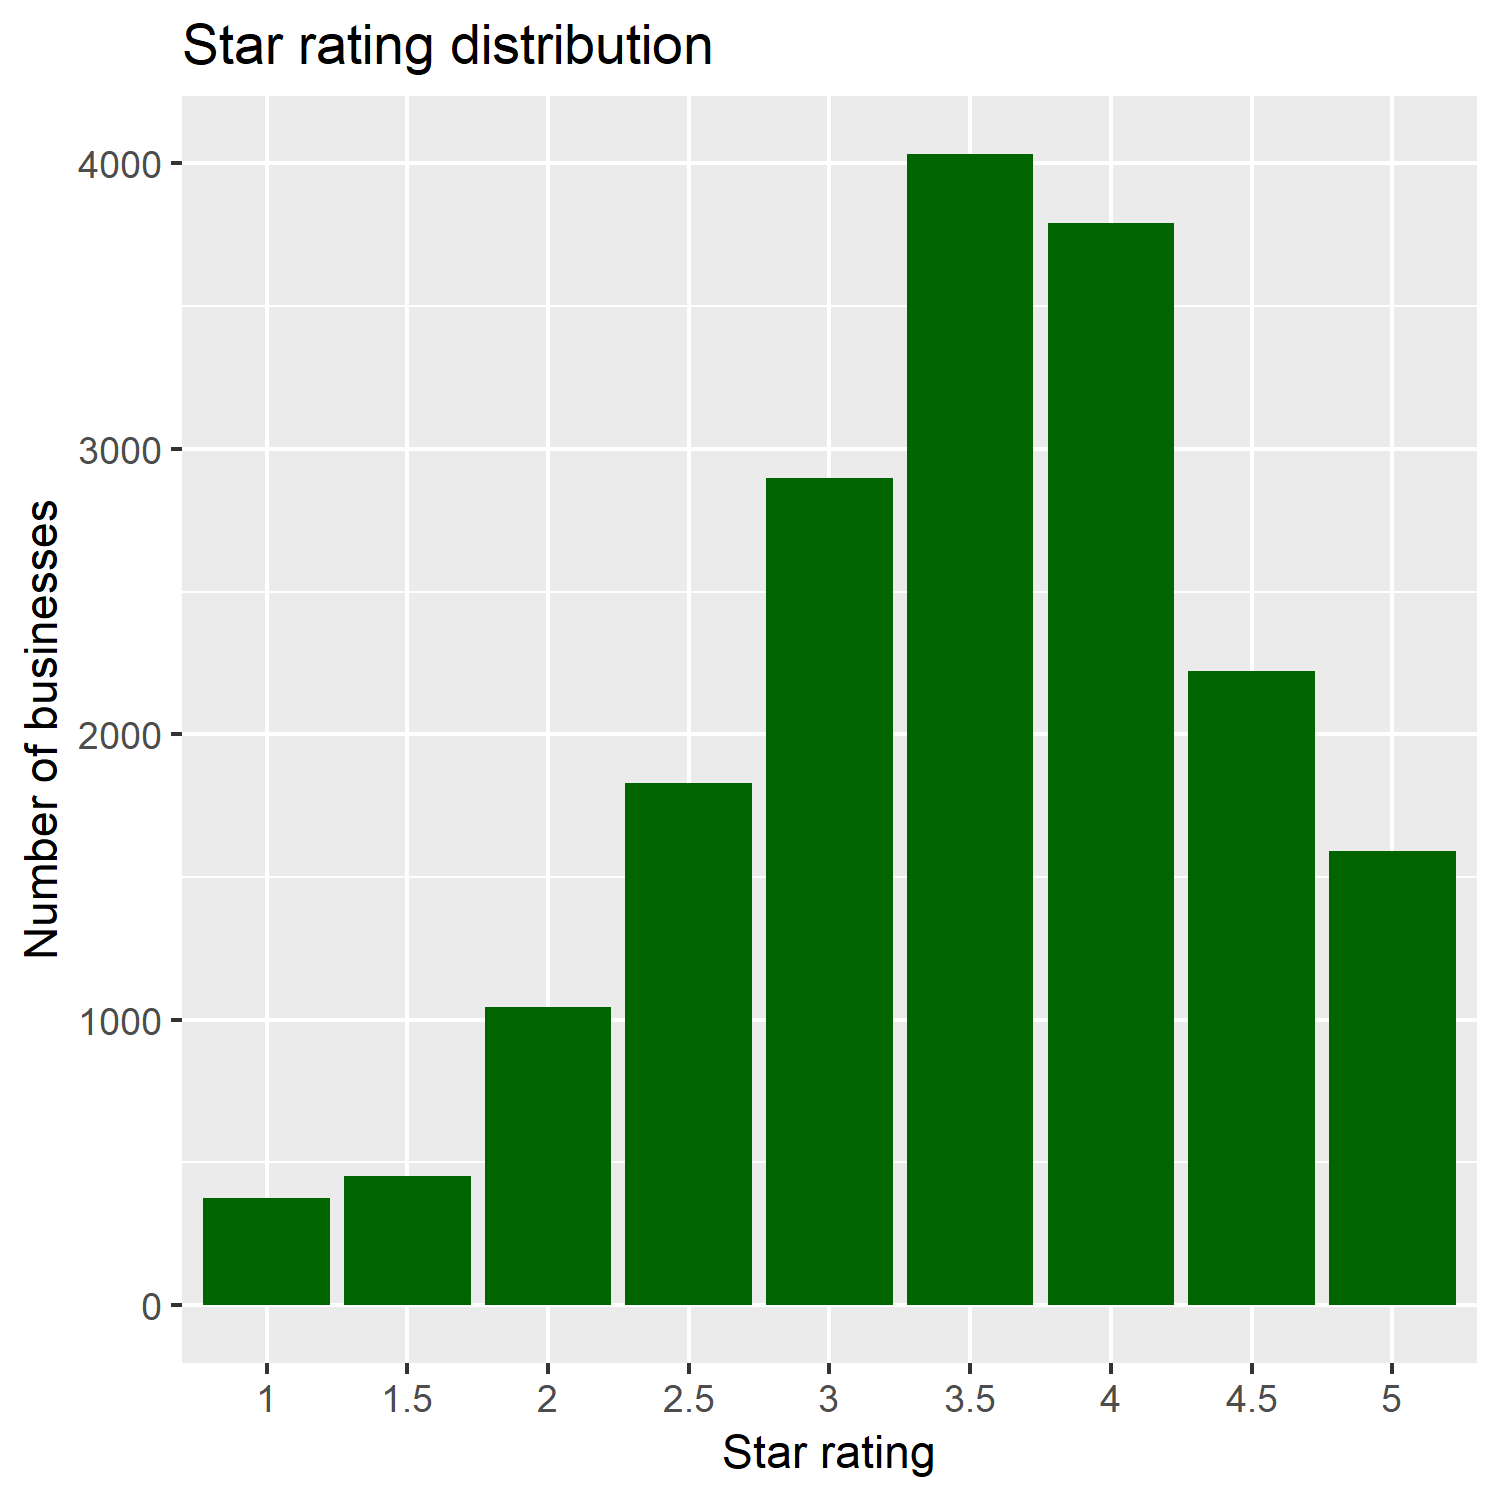 Star rating distribution
4000
3000
2000
1000
0
Number of businesses
1 1.5 2 2.5 3 3.5 4 4.5 5
Star rating